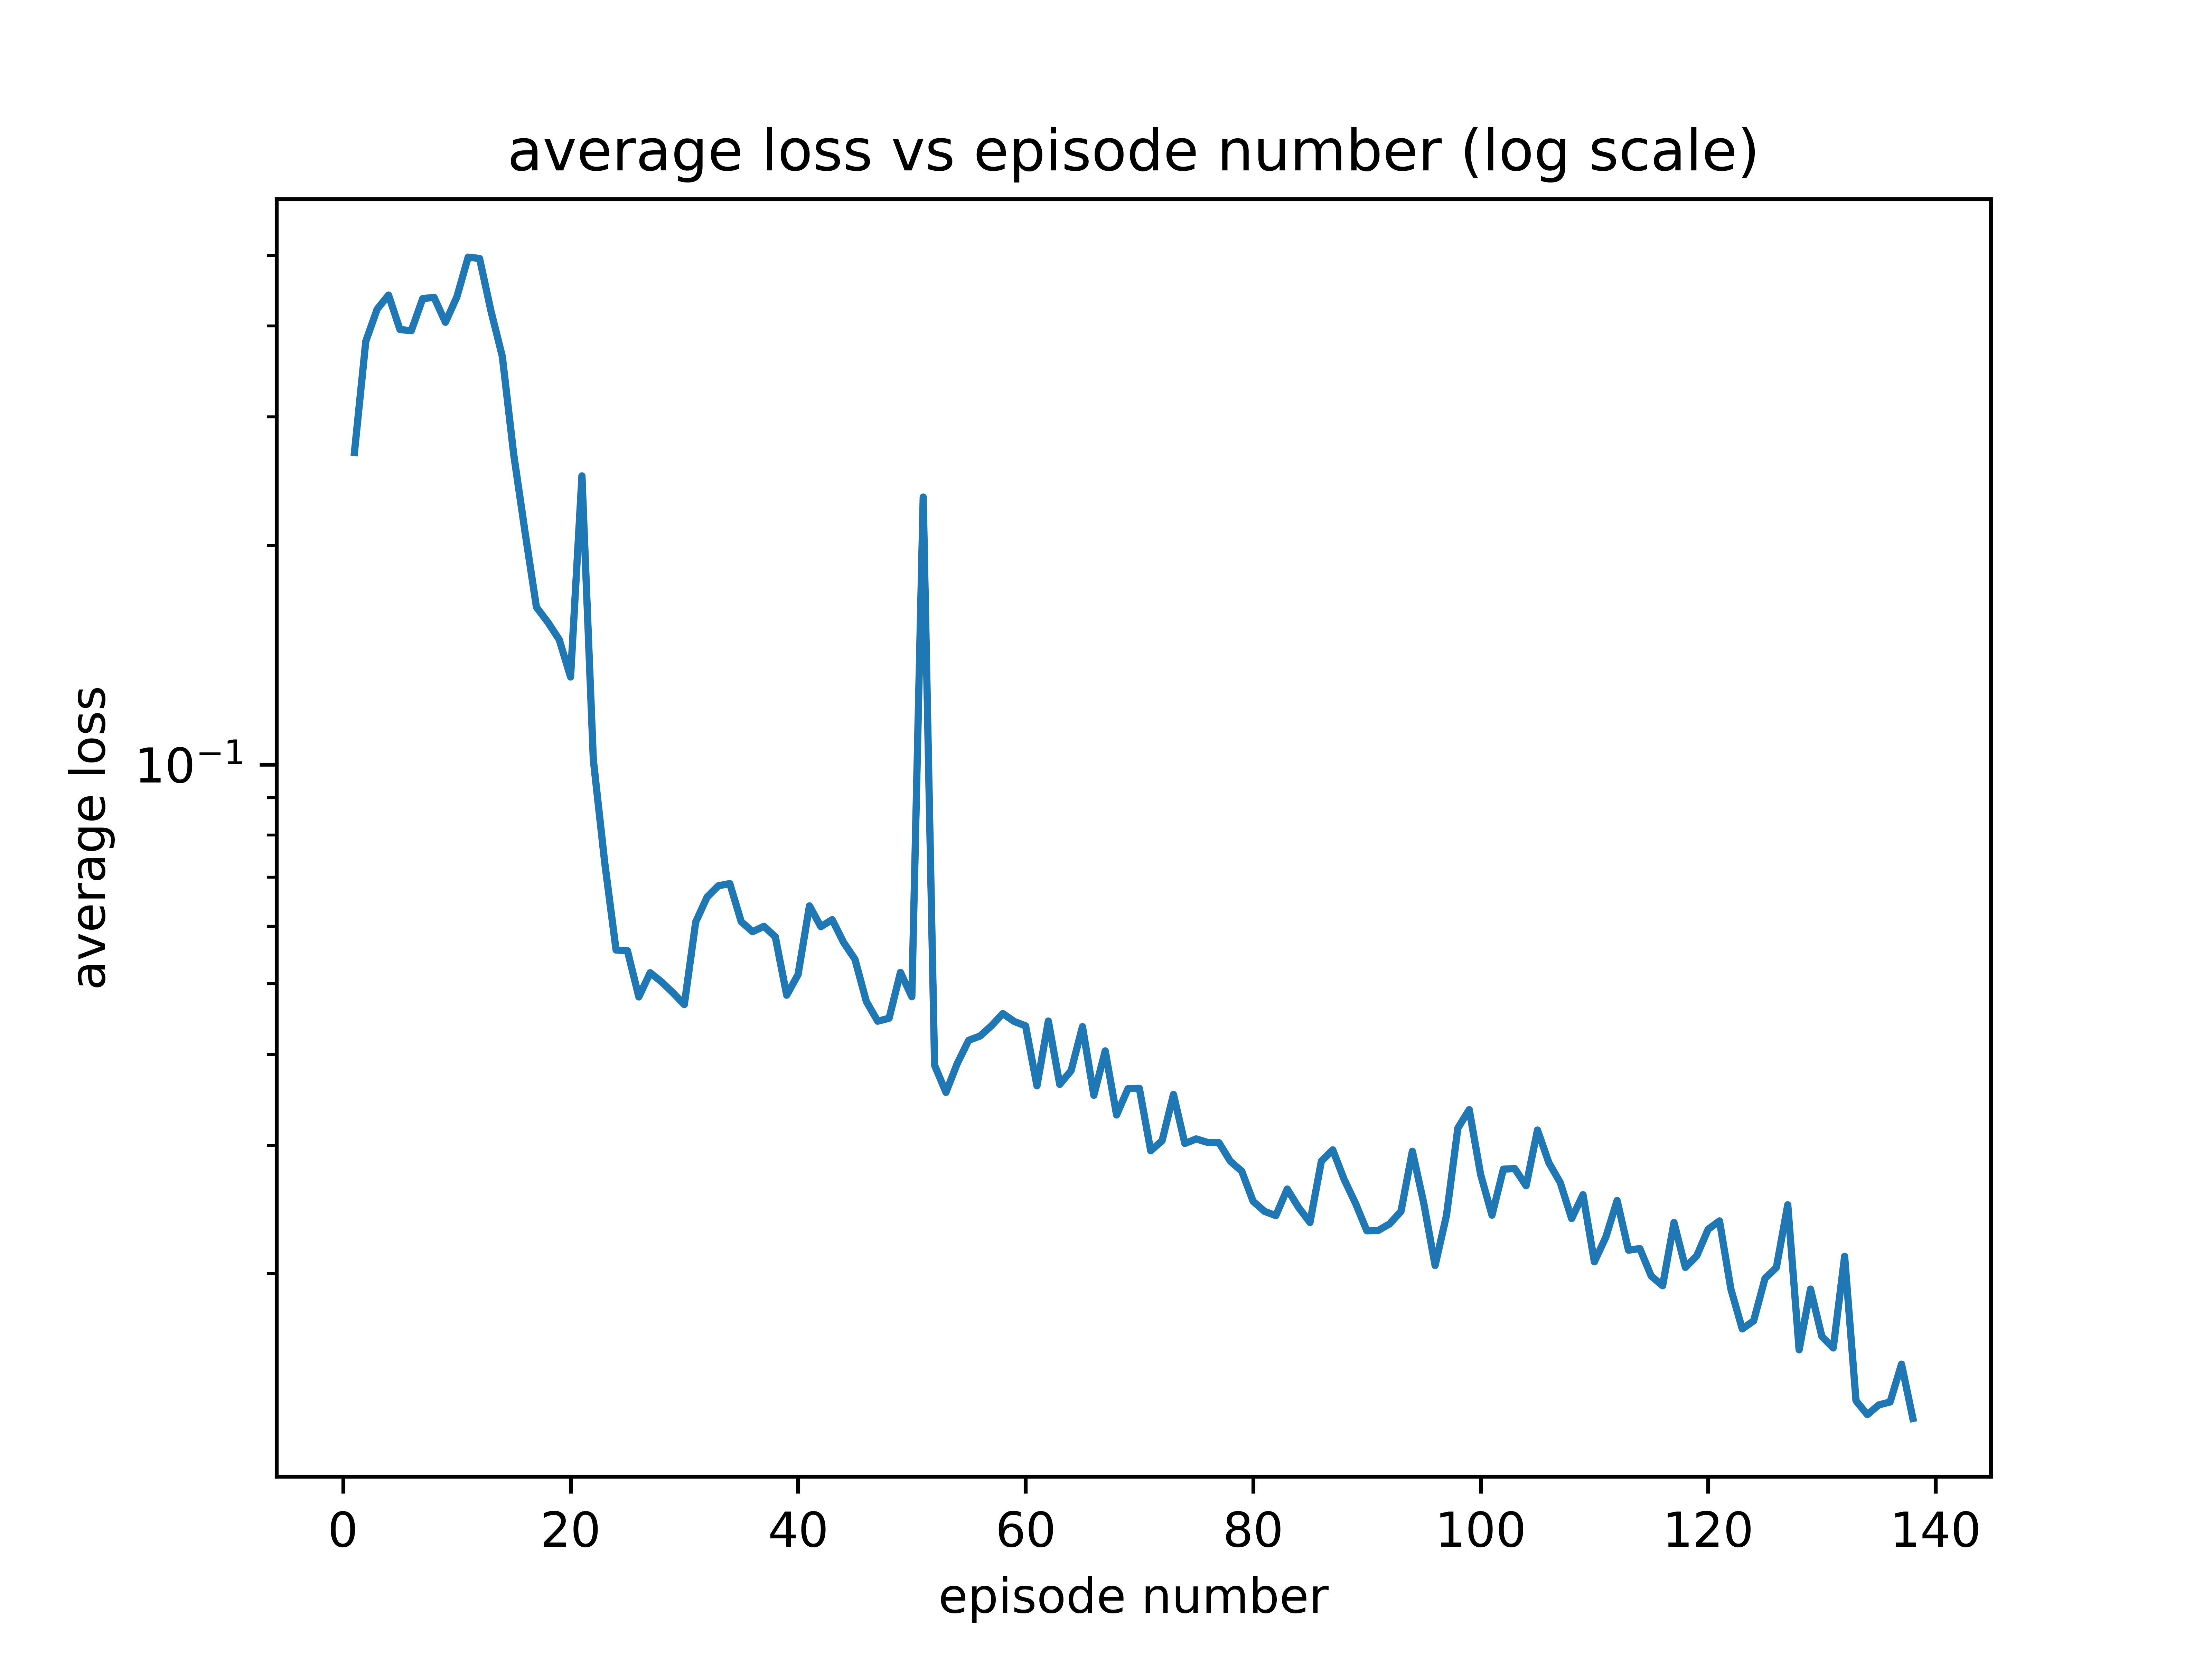 average loss vs episode number (log scale)
average loss
10⁻¹
0 20 40 60 80 100 120 140
episode number